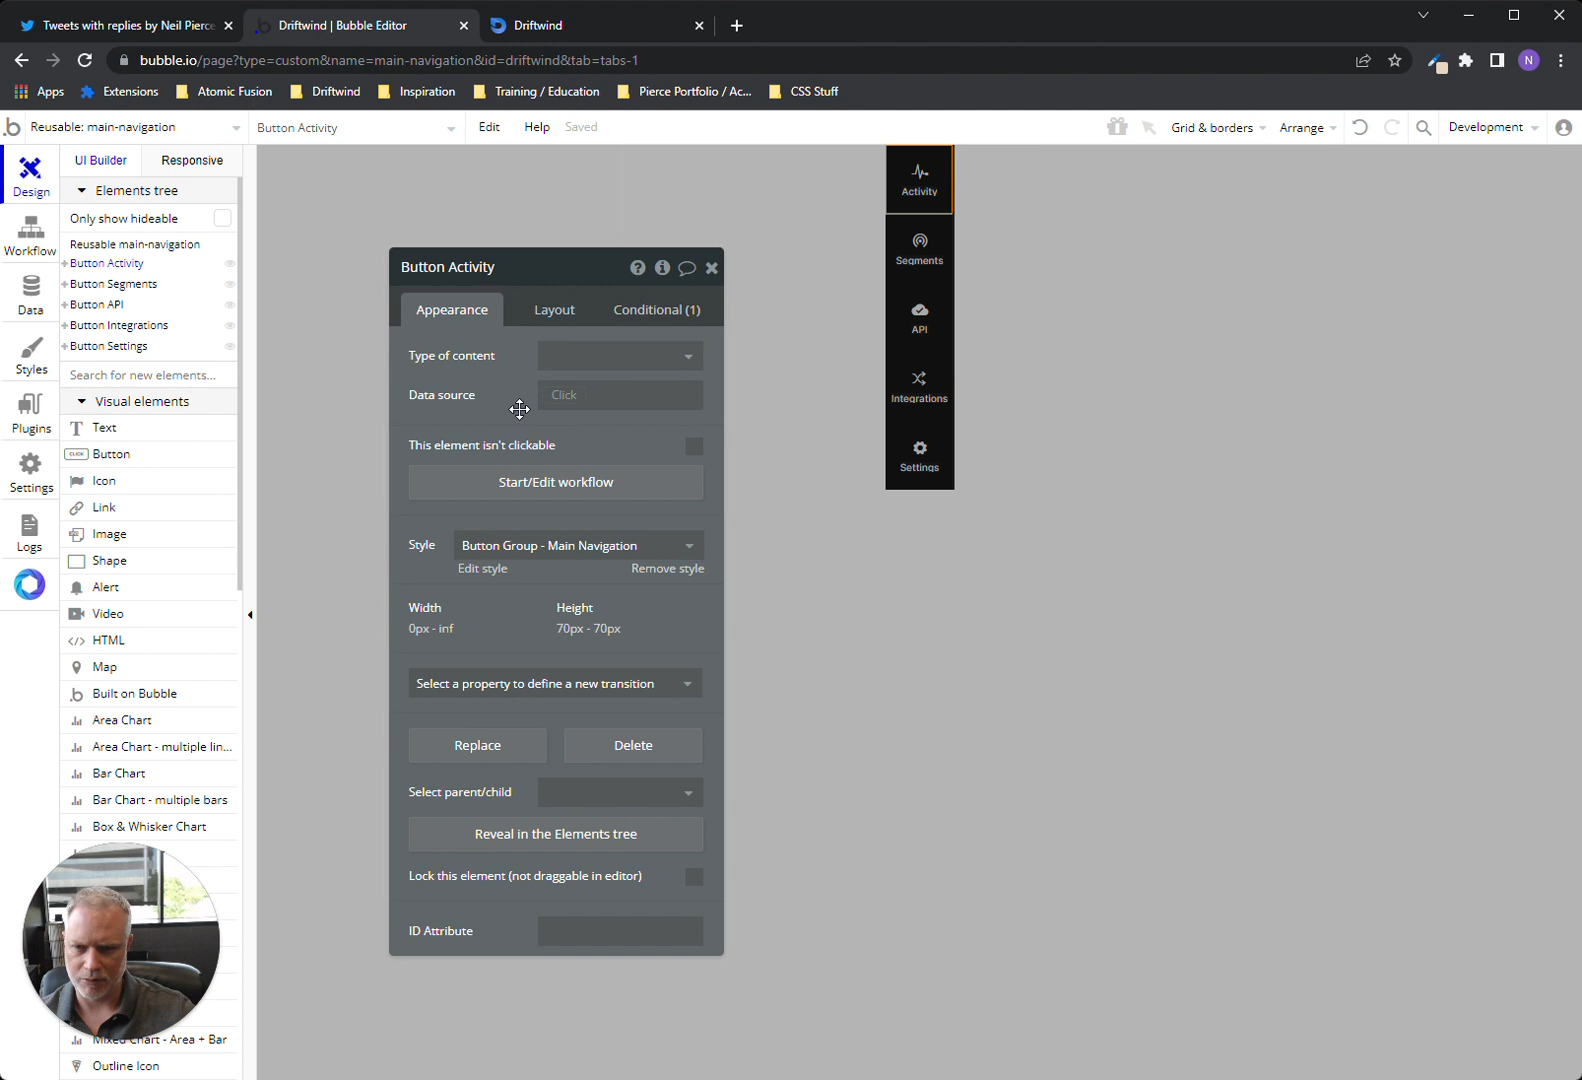 Tweets with replies by Neil Pierce
Driftwind | Bubble Editor
Driftwind
bubble.io/page?type=custom&name=main-navigation&id=driftwind&tab=tabs-1
N
Apps
Extensions
Atomic Fusion
Driftwind
Inspiration
Training / Education
Pierce Portfolio / Ac...
CSS Stuff
Reusable: main-navigation
Button Activity
Edit
Help
Saved
Grid & borders
Arrange
Development
Design
Workflow
Data
Styles
Plugins
Settings
Logs
UI Builder
Responsive
Elements tree
Only show hideable
Reusable main-navigation
Button Activity
Button Segments
Button API
Button Integrations
Button Settings
Search for new elements...
Visual elements
Text
CLICK Button
Icon
Link
Image
Shape
Alert
Video
HTML
Map
Built on Bubble
Area Chart
Area Chart - multiple lin...
Bar Chart
Bar Chart - multiple bars
Box & Whisker Chart
Mixed Chart - Area + Bar
Outline Icon
Button Activity
Appearance
Layout
Conditional (1)
Type of content
Data source
Click
This element isn't clickable
Start/Edit workflow
Style
Button Group - Main Navigation
Edit style
Remove style
Width
Height
0px - inf
70px - 70px
Select a property to define a new transition
Replace
Delete
Select parent/child
Reveal in the Elements tree
Lock this element (not draggable in editor)
ID Attribute
Activity
Segments
API
Integrations
Settings